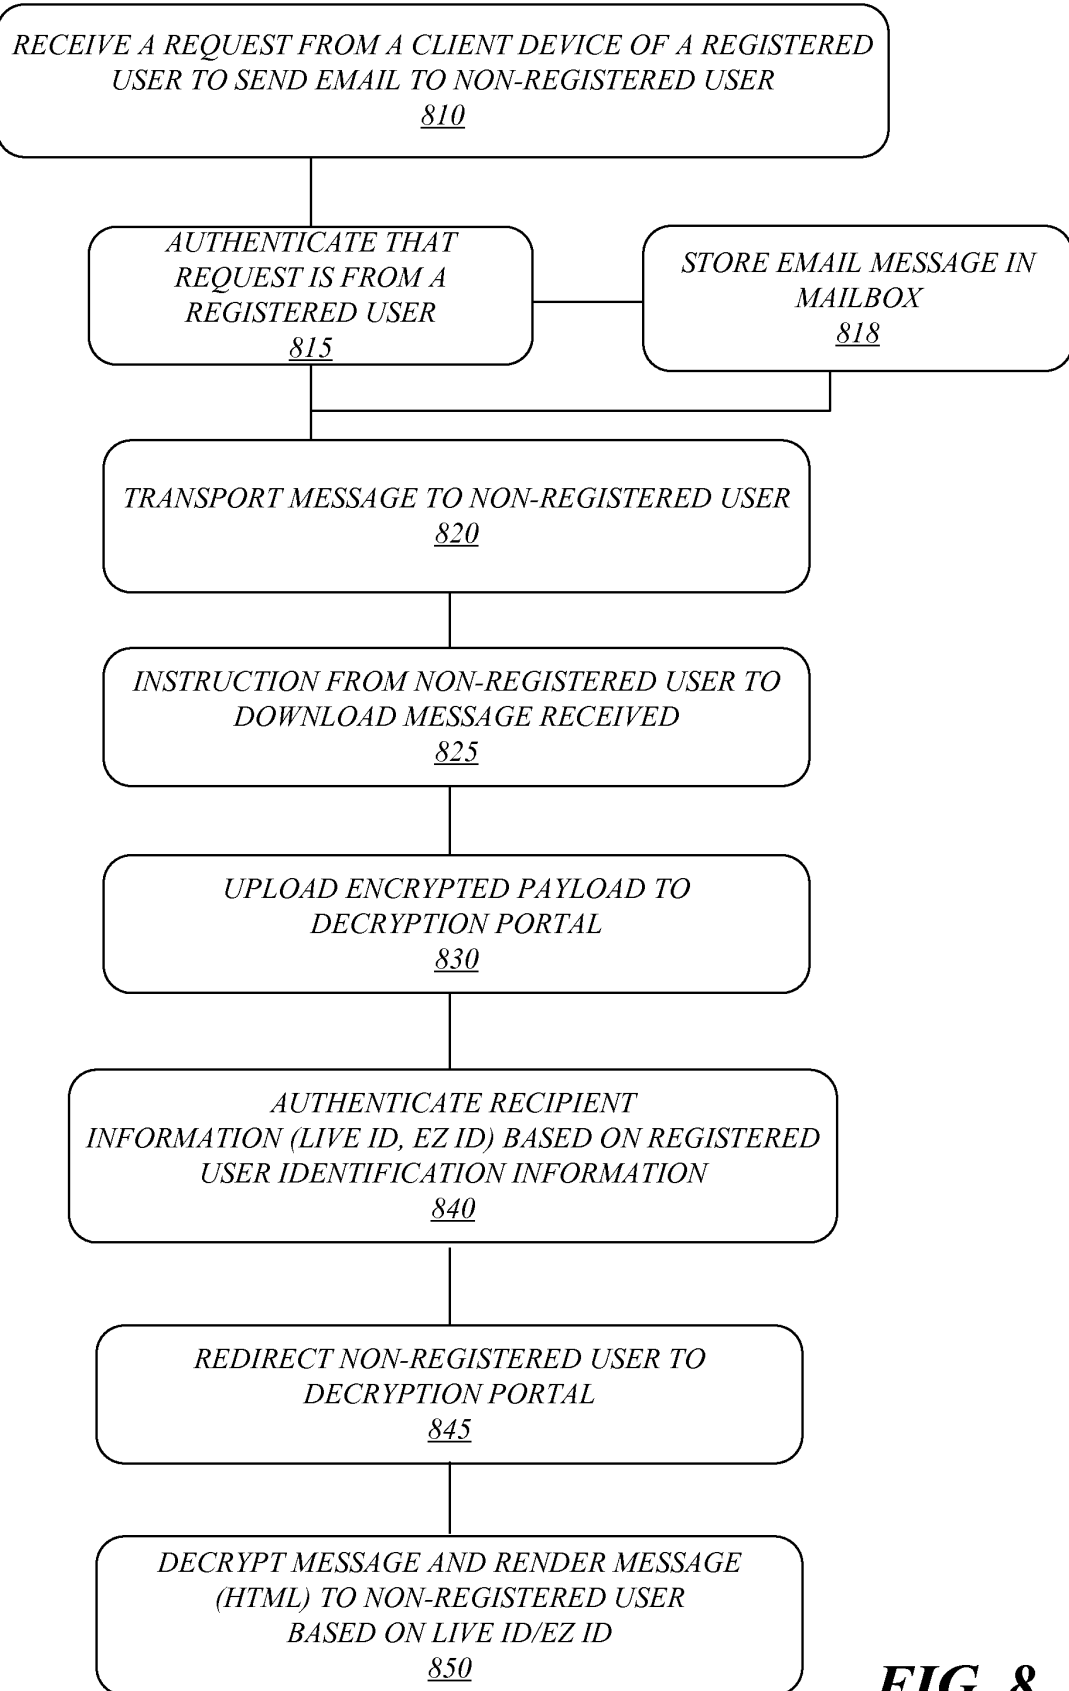 RECEIVE A REQUEST FROM A CLIENT DEVICE OF A REGISTERED
USER TO SEND EMAIL TO NON-REGISTERED USER
810
AUTHENTICATE THAT
REQUEST IS FROM A
REGISTERED USER
815
STORE EMAIL MESSAGE IN
MAILBOX
818
TRANSPORT MESSAGE TO NON-REGISTERED USER
820
INSTRUCTION FROM NON-REGISTERED USER TO
DOWNLOAD MESSAGE RECEIVED
825
UPLOAD ENCRYPTED PAYLOAD TO
DECRYPTION PORTAL
830
AUTHENTICATE RECIPIENT
INFORMATION (LIVE ID, EZ ID) BASED ON REGISTERED
USER IDENTIFICATION INFORMATION
840
REDIRECT NON-REGISTERED USER TO
DECRYPTION PORTAL
845
DECRYPT MESSAGE AND RENDER MESSAGE
(HTML) TO NON-REGISTERED USER
BASED ON LIVE ID/EZ ID
850
FIG. 8